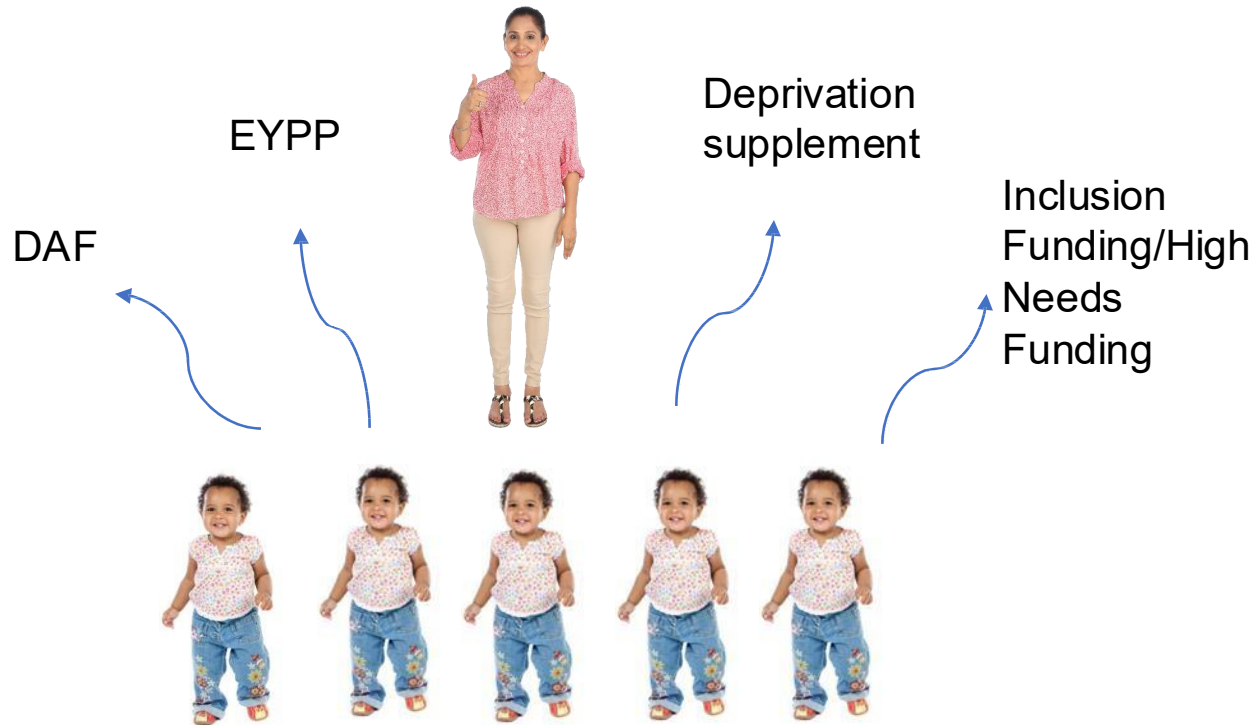 EYPP
Deprivation
supplement
DAF
Inclusion
Funding/High
Needs
Funding